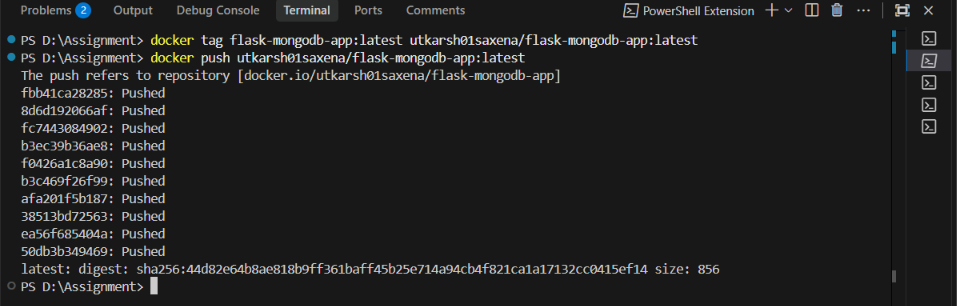 Problems 2 Output Debug Console Terminal Ports Comments PowerShell Extension
PS D:\Assignment> docker tag flask-mongodb-app:latest utkarsh01saxena/flask-mongodb-app:latest
PS D:\Assignment> docker push utkarsh01saxena/flask-mongodb-app:latest
The push refers to repository [docker.io/utkarsh01saxena/flask-mongodb-app]
fbb41ca28285: Pushed
8d6d192066af: Pushed
fc7443084902: Pushed
b3ec39b36ae8: Pushed
f0426a1c8a90: Pushed
b3c469f26f99: Pushed
afa201f5b187: Pushed
38513bd72563: Pushed
ea56f685404a: Pushed
50db3b349469: Pushed
latest: digest: sha256:44d82e64b8ae818b9ff361baff45b25e714a94cb4f821ca1a17132cc0415ef14 size: 856
PS D:\Assignment>